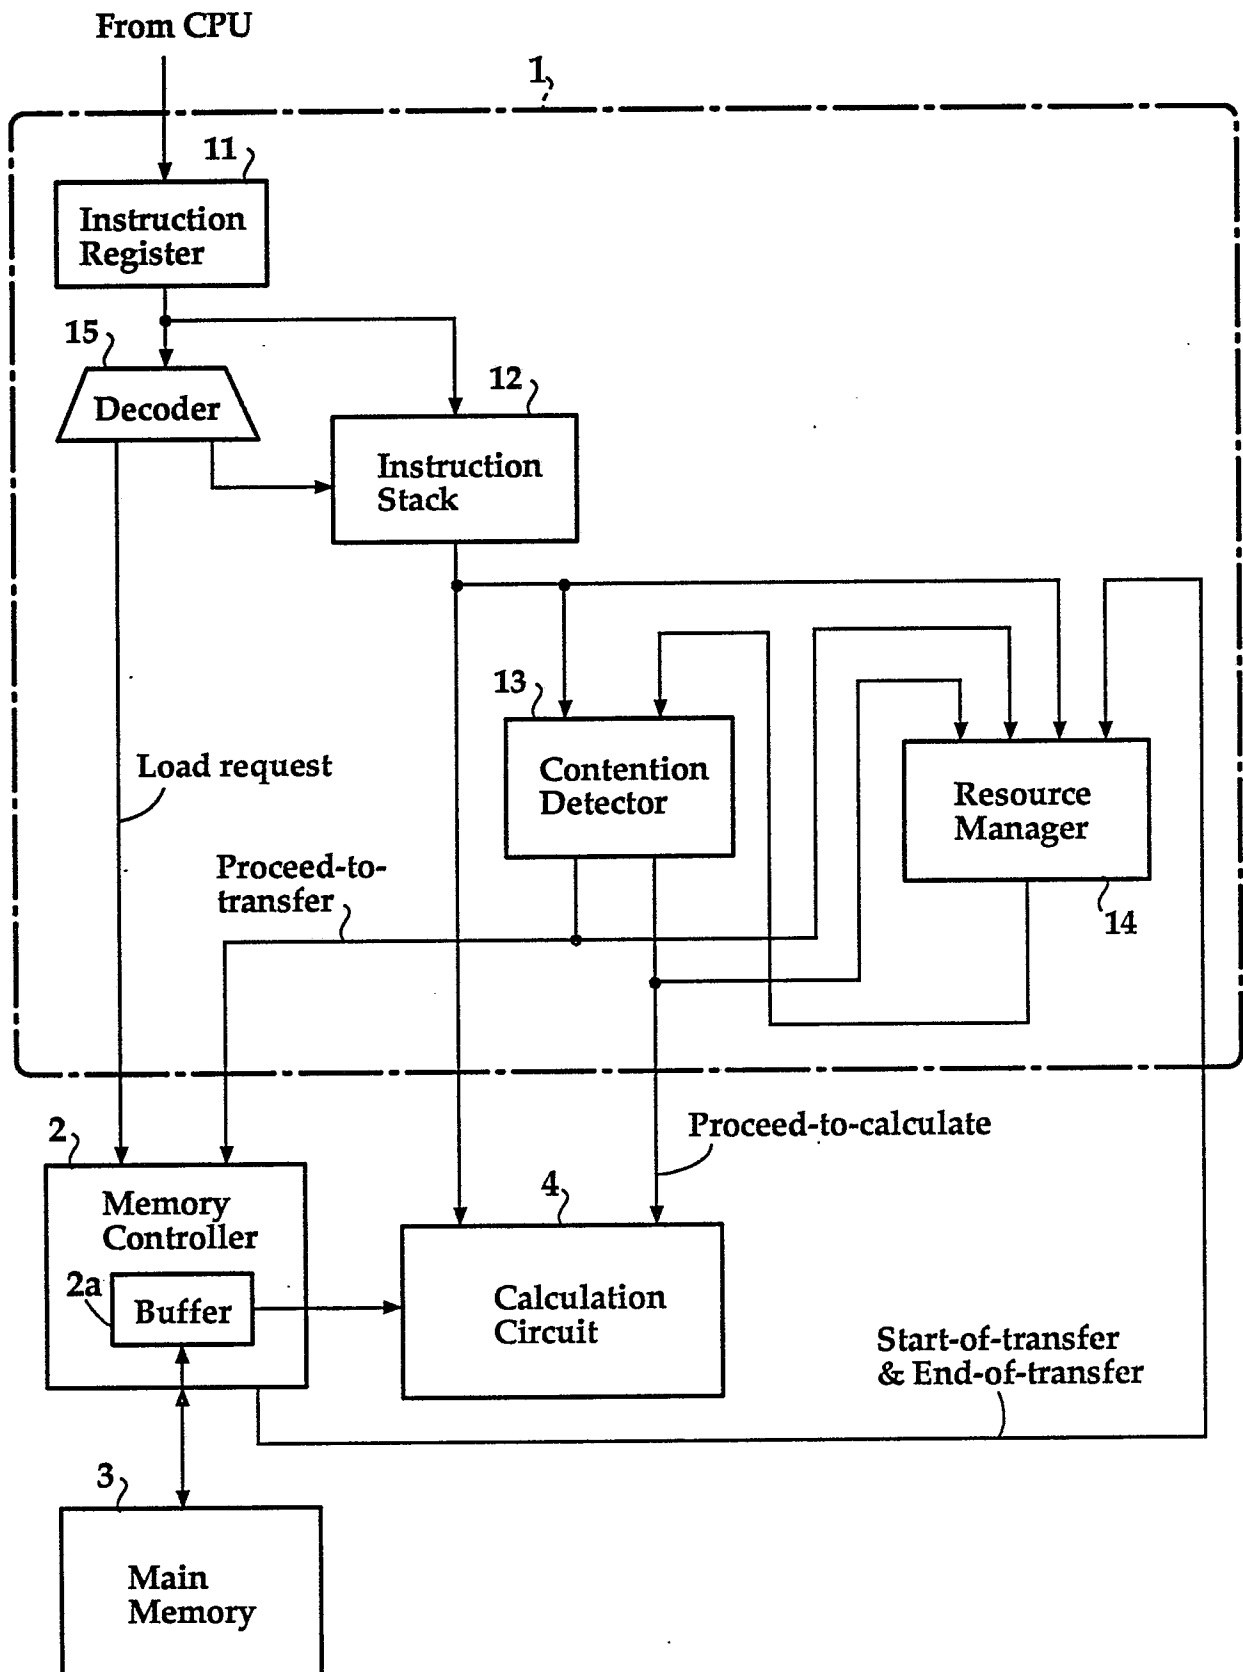 From CPU
1
11
Instruction
Register
15
Decoder
12
Instruction
Stack
13
Contention
Detector
Resource
Manager
14
Load request
Proceed-to-
transfer
2
Memory
Controller
2a
Buffer
Proceed-to-calculate
4
Calculation
Circuit
Start-of-transfer
& End-of-transfer
3
Main
Memory